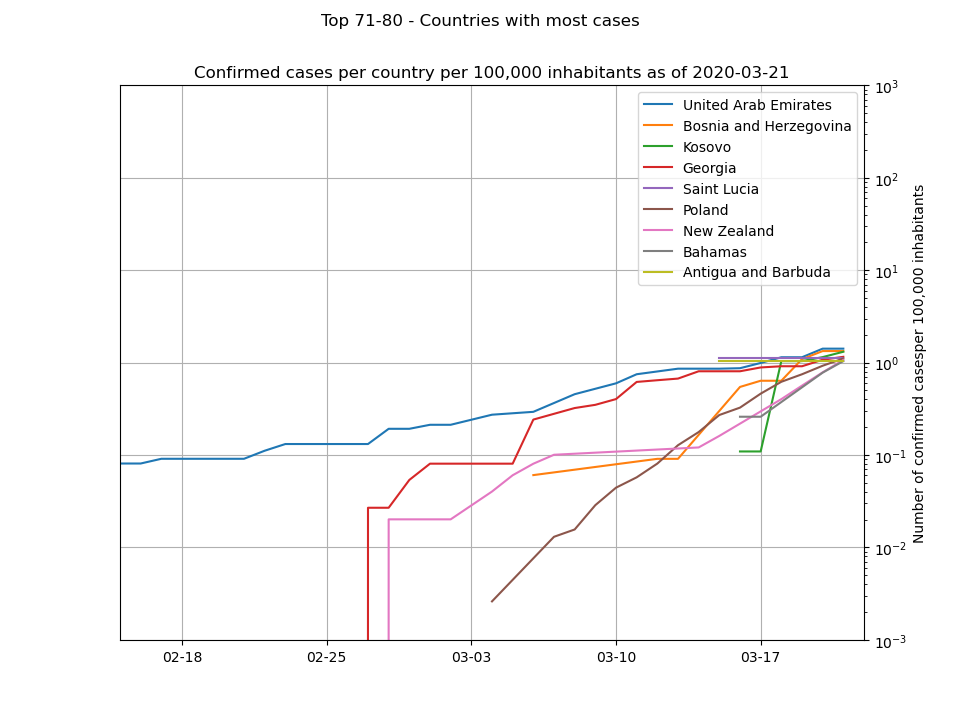 Top 71-80 - Countries with most cases
Confirmed cases per country per 100,000 inhabitants as of 2020-03-21
United Arab Emirates
Bosnia and Herzegovina
Kosovo
Georgia
Saint Lucia
Poland
New Zealand
Bahamas
Antigua and Barbuda
10³
10²
10¹
10⁰
10⁻¹
10⁻²
10⁻³
Number of confirmed casesper 100,000 inhabitants
02-18
02-25
03-03
03-10
03-17